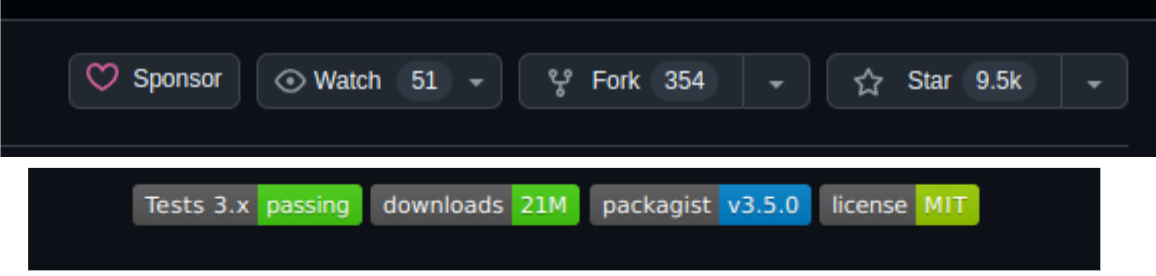 Sponsor Watch 51 Fork 354 Star 9.5k
Tests 3.x passing downloads 21M packagist v3.5.0 license MIT